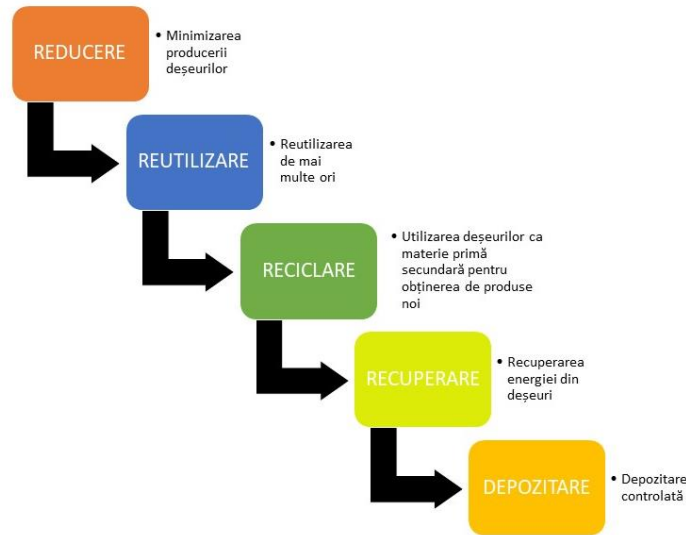 REDUCERE
• Minimizarea
producerii
deșeurilor
REUTILIZARE
• Reutilizarea
de mai
multe ori
RECICLARE
• Utilizarea deșeurilor ca
materie primă
secundară pentru
obținerea de produse
noi
RECUPERARE
• Recuperarea
energiei din
deșeuri
DEPOZITARE
• Depozitare
controlată